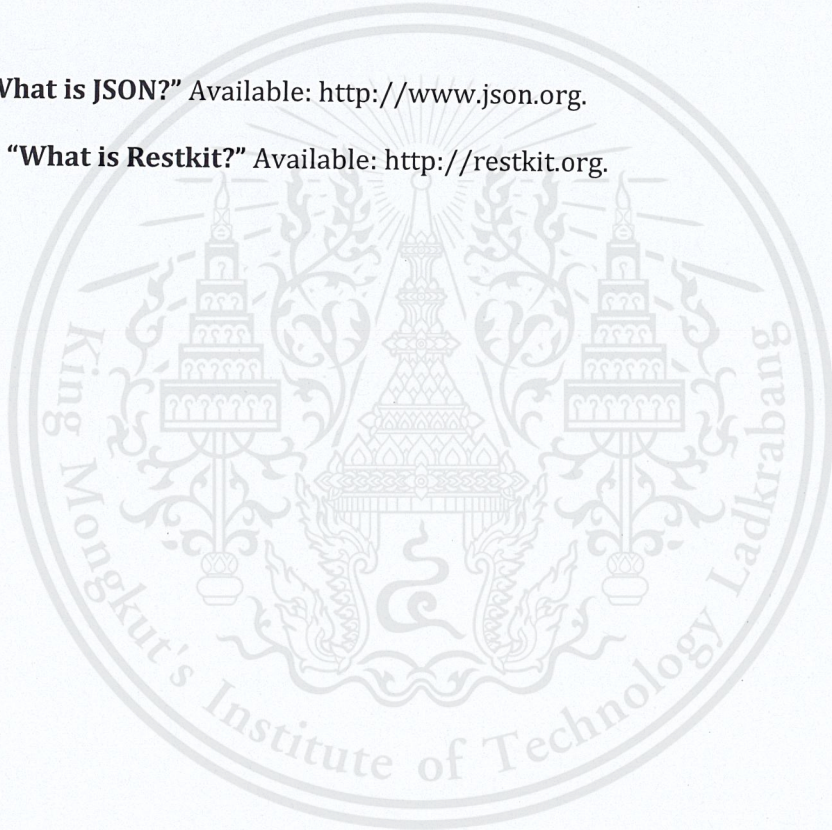 What is JSON?” Available: http://www.json.org.
“What is Restkit?” Available: http://restkit.org.
King Mongkut's Institute of Technology Ladkrabang